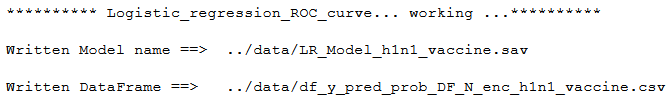 ********** Logistic_regression_ROC_curve... working ...**********
Written Model name ==>  ../data/LR_Model_h1n1_vaccine.sav
Written DataFrame ==>   ../data/df_y_pred_prob_DF_N_enc_h1n1_vaccine.csv